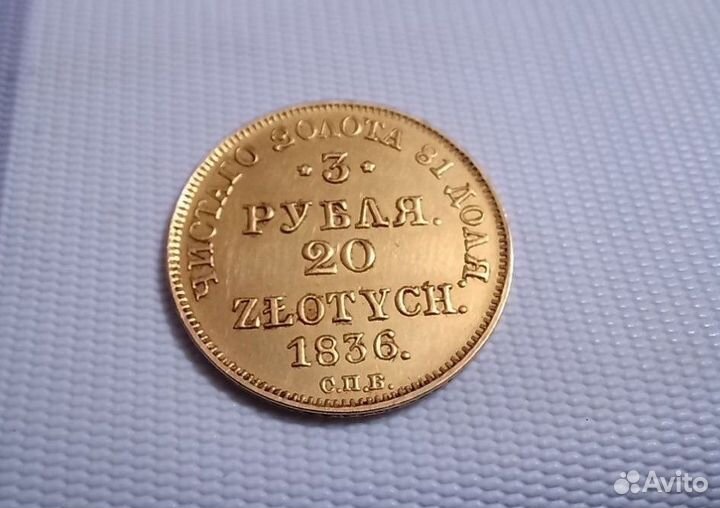 ЧИСТАГО ЗОЛОТА 81 ДОЛЯ.
* 3 *
РУБЛЯ.
20
ZŁOTYCH.
1836.
С.П.Б.
Avito